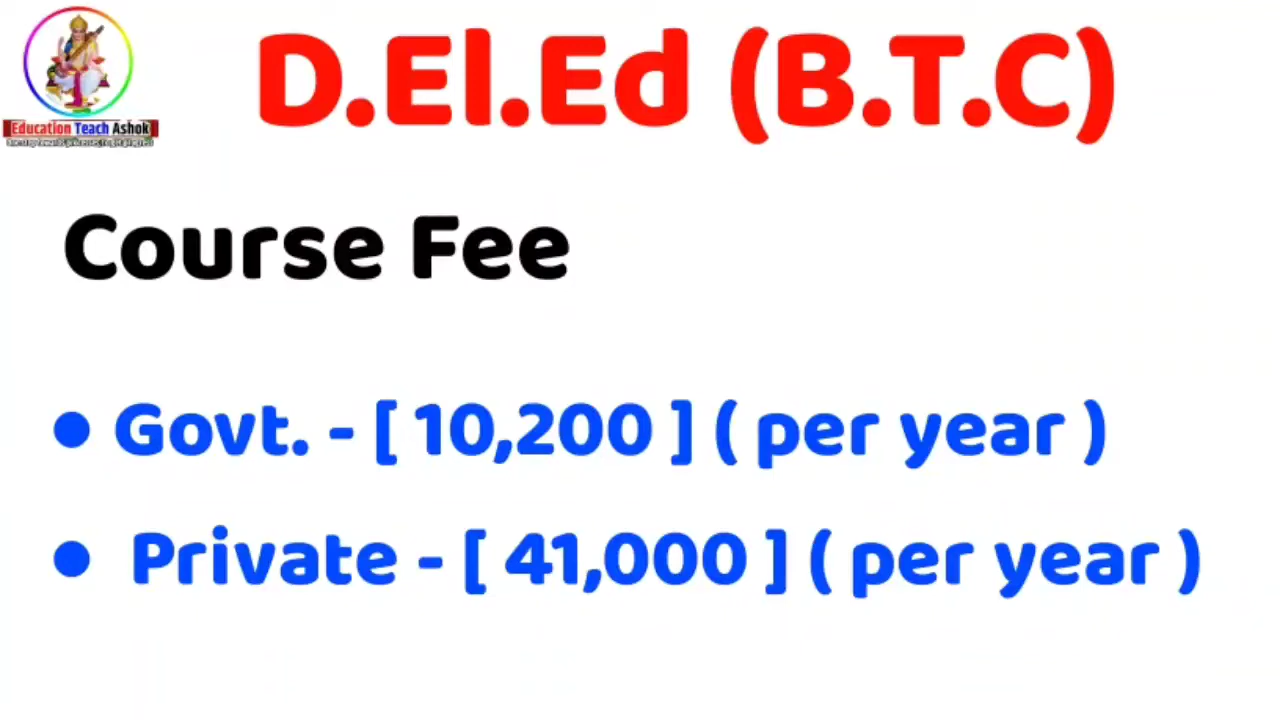 D.El.Ed (B.T.C)
Education Teach Ashok
Course Fee
● Govt. - [ 10,200 ] ( per year )
● Private - [ 41,000 ] ( per year )